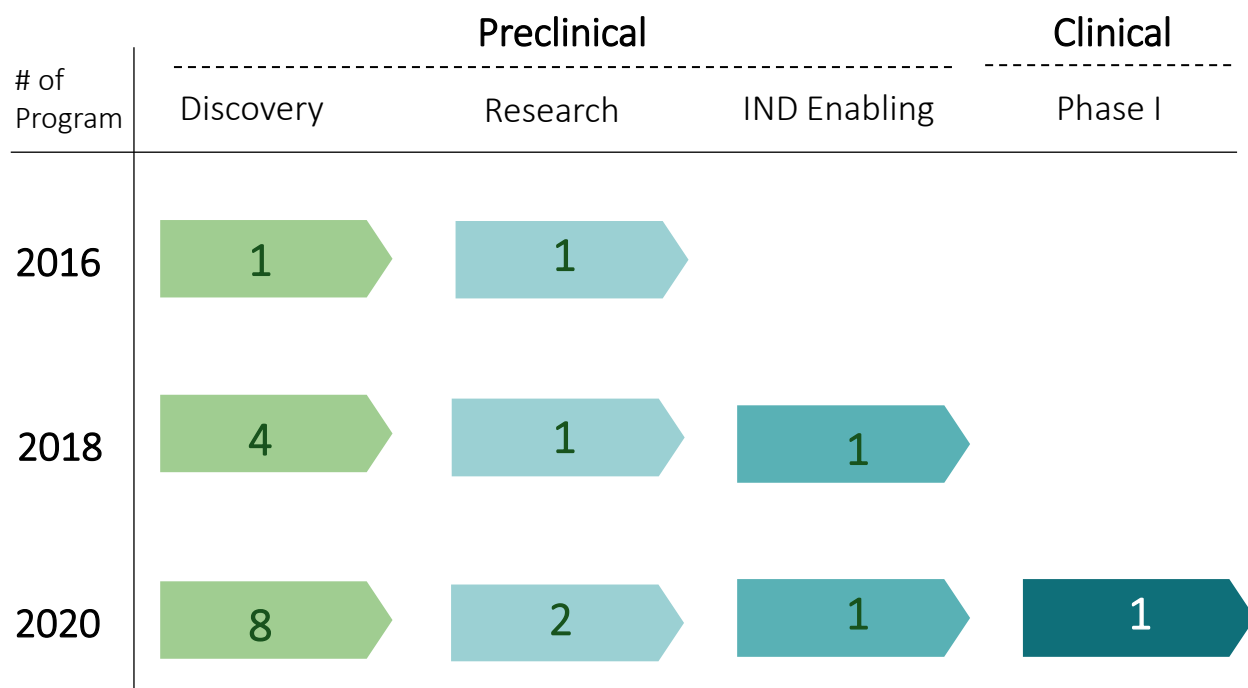 Preclinical
Clinical
# of
Program
Discovery
Research
IND Enabling
Phase I
2016
1
1
2018
4
1
1
2020
8
2
1
1